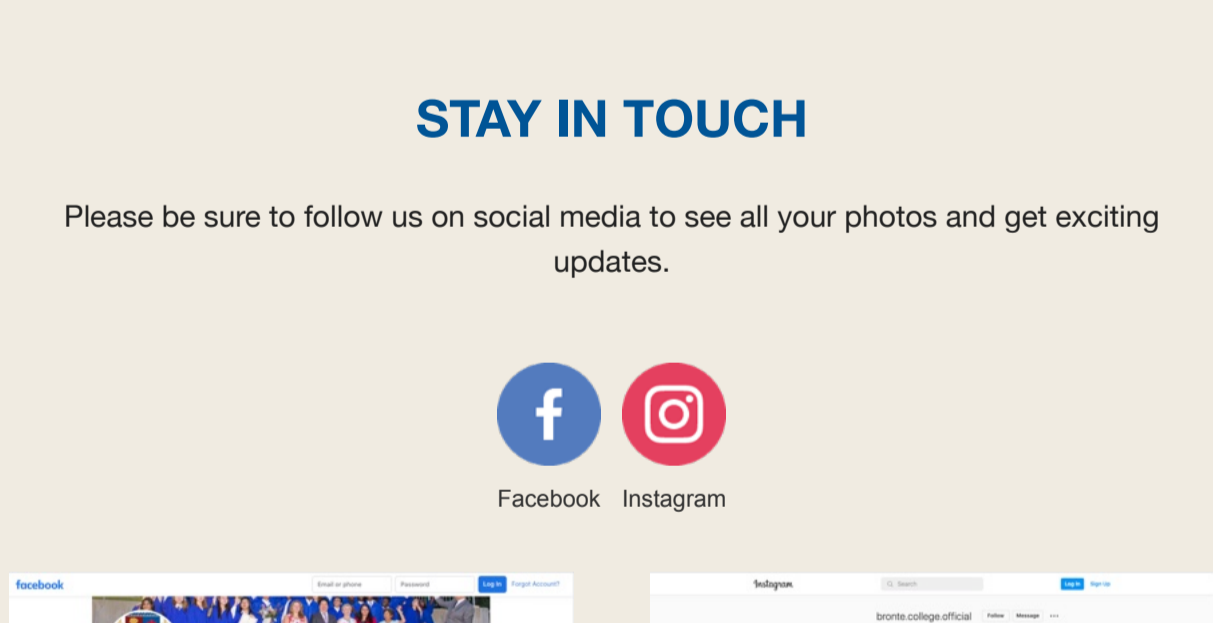 STAY IN TOUCH
Please be sure to follow us on social media to see all your photos and get exciting
updates.
Facebook Instagram
facebook Email or phone Password Log In Forgot Account?
Instagram Search Log In Sign Up
bronte.college.official Follow Message ...